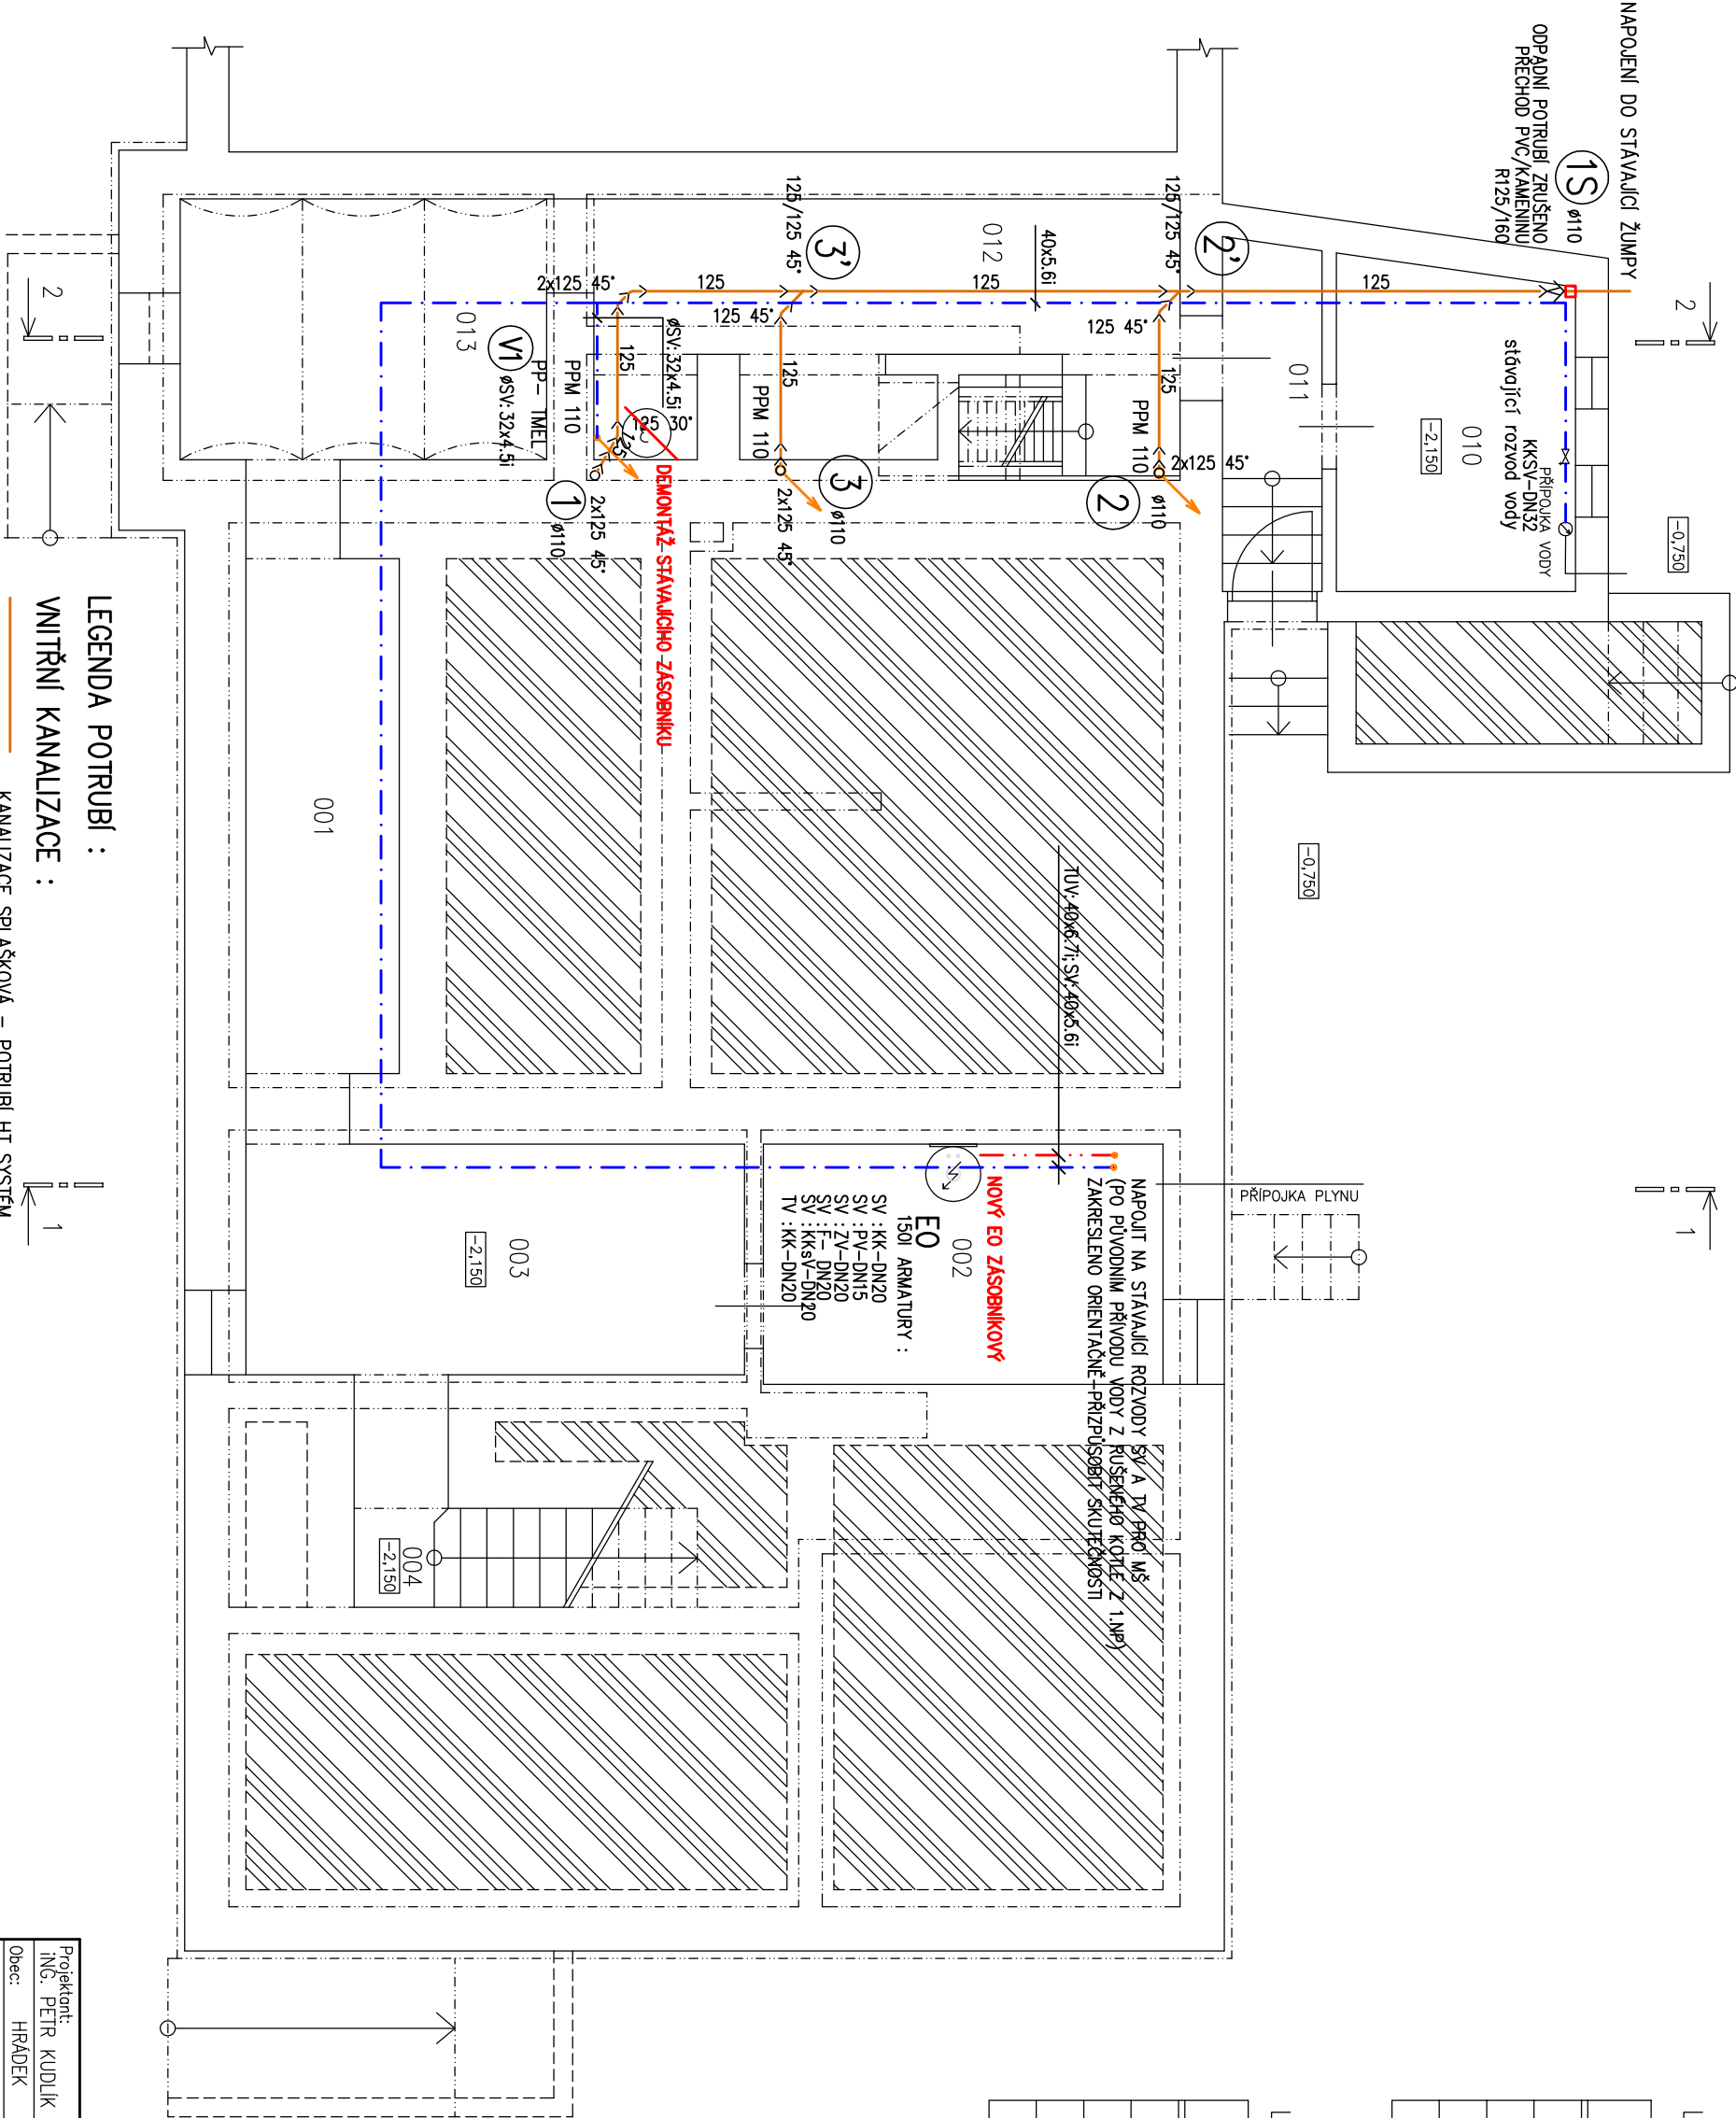 NAPOJENÍ DO STÁVAJÍCÍ ŽUMPY
1S
ø110
ODPADNÍ POTRUBÍ ZRUŠENO
PŘECHOD PVC/KAMENINU
R125/160
2
2
1
1
-0,750
PŘÍPOJKA VODY
KKSV-DN32
stávající rozvod vody
010
-2,150
011
125
2'
125/125 45°
125 45°
125
PPM 110
2x125 45°
2
ø110
40x5.6i
012
125
3'
125/125 45°
125 45°
125
PPM 110
3
ø110
2x125 45°
125
2x125 45°
øSV:32x4.5i
125
125 30°
125
PPM 110
PP- TMEL
V1
øSV:32x4.5i
013
1
ø110
2x125 45°
DEMONTÁŽ STÁVAJÍCÍHO ZÁSOBNÍKU
-0,750
TUV:40x6.7i;SV:40x5.6i
001
PŘÍPOJKA PLYNU
NAPOJIT NA STÁVAJÍCÍ ROZVODY SV A TV PRO MŠ
(PO PŮVODNÍM PŘÍVODU VODY Z RUŠENÉHO KOTLE Z 1.NP)
ZAKRESLENO ORIENTAČNĚ-PŘIZPŮSOBIT SKUTEČNOSTI
NOVÝ EO ZÁSOBNÍKOVÝ
002
EO
150l ARMATURY :
SV :KK-DN20
SV :PV-DN15
SV :ZV-DN20
SV :F- DN20
SV :KKsV-DN20
TV :KK-DN20
003
-2,150
004
-2,150
LEGENDA POTRUBÍ :
VNITŘNÍ KANALIZACE :
KANALIZACE SPLAŠKOVÁ - POTRUBÍ HT SYSTÉM
Projektant:
ING. PETR KUDLÍK
Obec: HRÁDEK